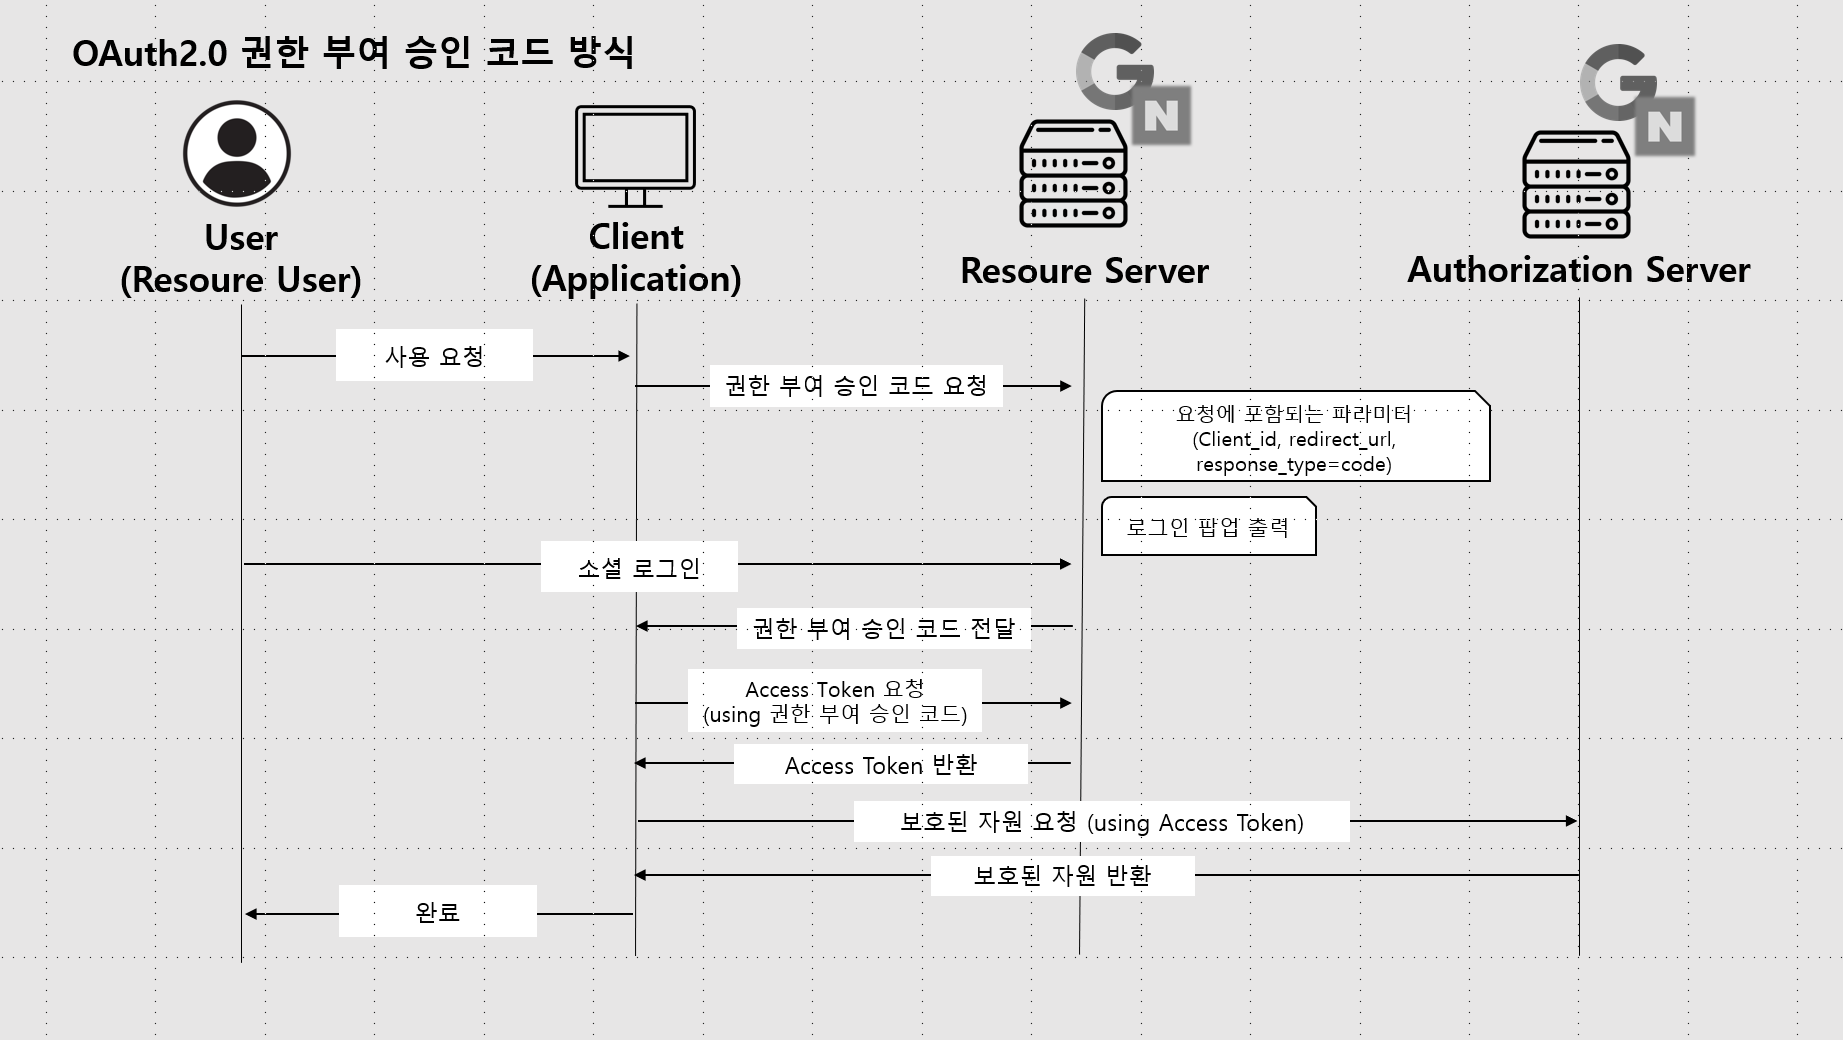 OAuth2.0 권한 부여 승인 코드 방식
G
N
G
N
User
(Resoure User)
Client
(Application)
Resoure Server
Authorization Server
사용 요청
권한 부여 승인 코드 요청
요청에 포함되는 파라미터
(Client_id, redirect_url,
response_type=code)
로그인 팝업 출력
소셜 로그인
권한 부여 승인 코드 전달
Access Token 요청
(using 권한 부여 승인 코드)
Access Token 반환
보호된 자원 요청 (using Access Token)
보호된 자원 반환
완료